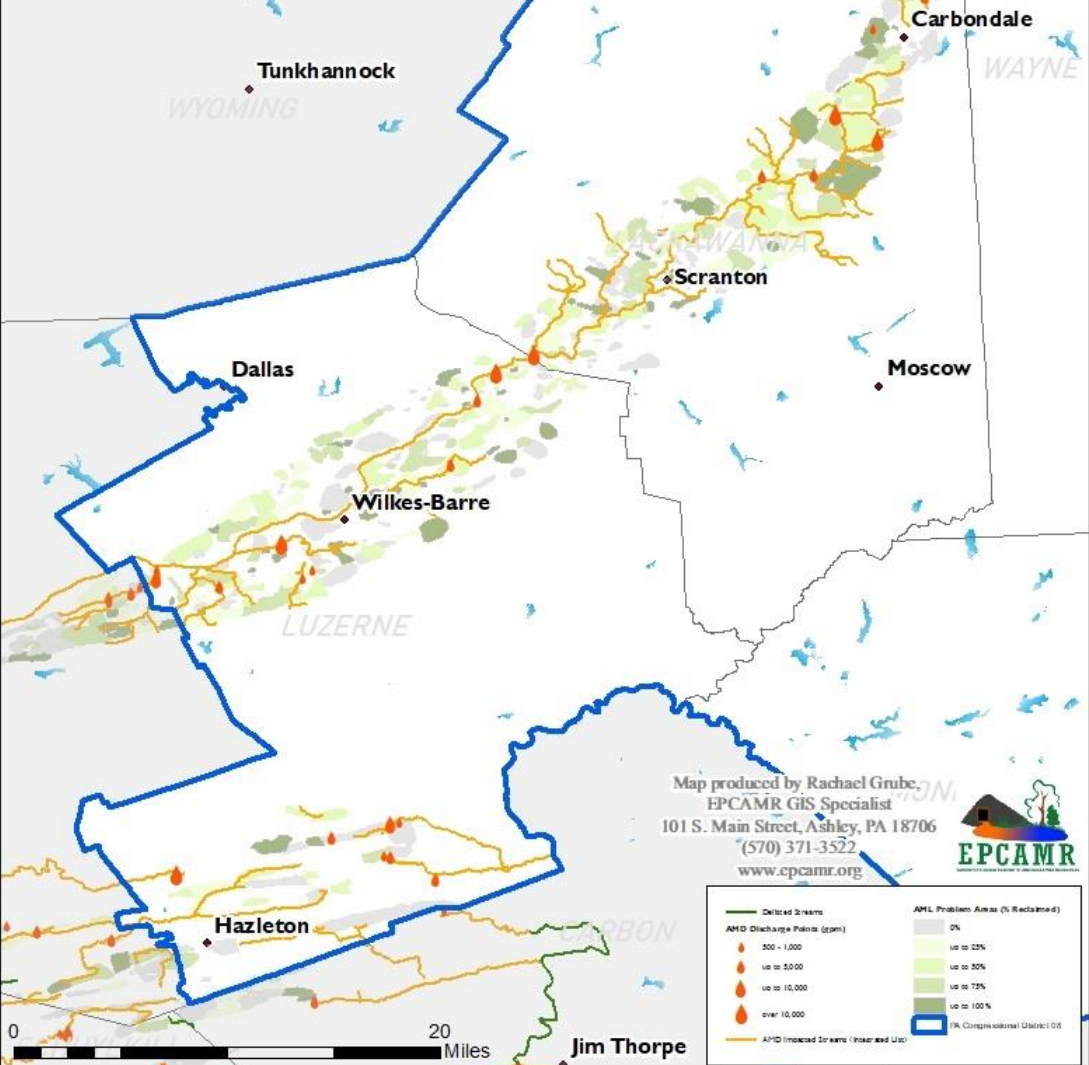 Carbondale
Tunkhannock
WAYNE
WYOMING
LACKAWANNA
Scranton
Dallas
Moscow
Wilkes-Barre
LUZERNE
Map produced by Rachael Grube,
EPCAMR GIS Specialist
101 S. Main Street, Ashley, PA 18706
(570) 371-3522
www.epcamr.org
MON
EPCAMR
Hazleton
CARBON
SCHUYLKILL
Jim Thorpe
0 20
Miles
Delisted Streams
AMD Discharge Points (gpm)
500 - 1,000
up to 5,000
up to 10,000
over 10,000
AMD Impacted Streams (Integrated List)
AML Problem Areas (% Reclaimed)
0%
up to 25%
up to 50%
up to 75%
up to 100%
PA Congressional District 08